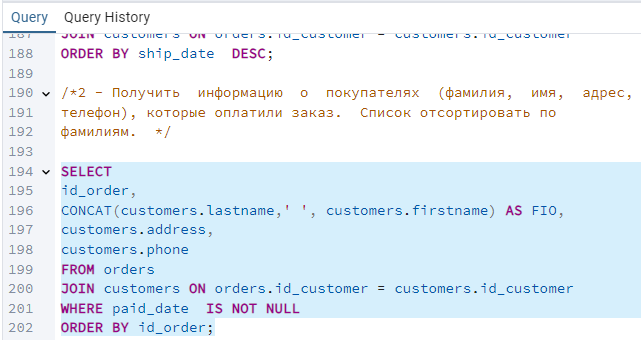 Query Query History
187 JOIN customers ON orders.id_customer = customers.id_customer
188 ORDER BY ship_date  DESC;
189
190 /*2 - Получить  информацию  о  покупателях  (фамилия,  имя,  адрес,
191 телефон), которые оплатили заказ.  Список отсортировать по
192 фамилиям.  */
193
194 SELECT
195 id_order,
196 CONCAT(customers.lastname,' ', customers.firstname) AS FIO,
197 customers.address,
198 customers.phone
199 FROM orders
200 JOIN customers ON orders.id_customer = customers.id_customer
201 WHERE paid_date  IS NOT NULL
202 ORDER BY id_order;